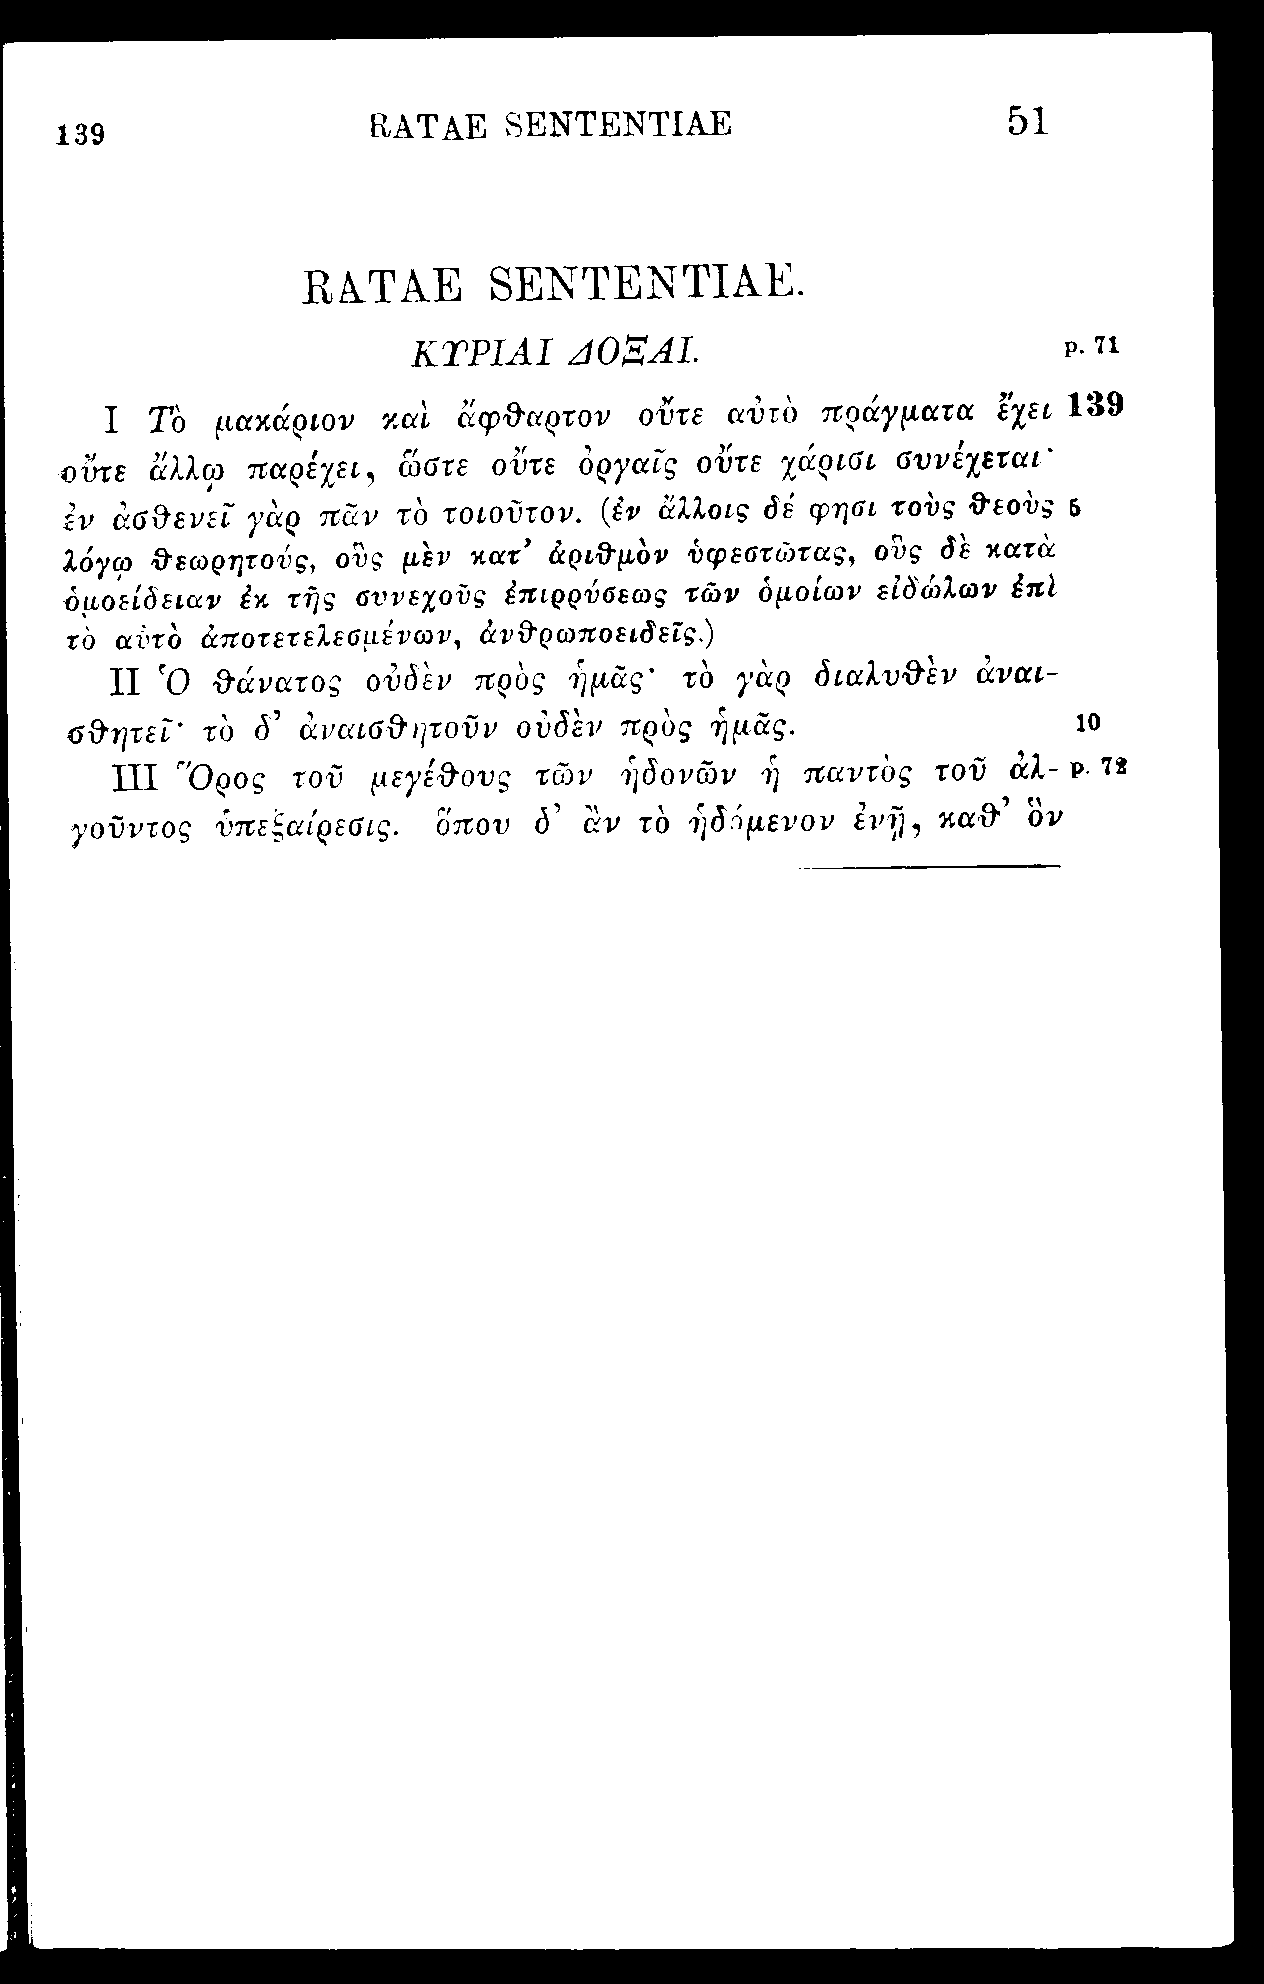 139 RATAE SENTENTIAE 51
RATAE SENTENTIAE.
ΚΥΡΙΑΙ ΔΟΞΑΙ. p. 71
I Τὸ μακάριον καὶ ἄφθαρτον οὔτε αὐτὸ πράγματα ἔχει 139
οὔτε ἄλλῳ παρέχει, ὥστε οὔτε ὀργαῖς οὔτε χάρισι συνέχεται·
ἐν ἀσθενεῖ γὰρ πᾶν τὸ τοιοῦτον. (ἐν ἄλλοις δέ φησι τοὺς θεοὺς 5
λόγῳ θεωρητούς, οὓς μὲν κατ’ ἀριθμὸν ὑφεστῶτας, οὓς δὲ κατὰ
ὁμοείδειαν ἐκ τῆς συνεχοῦς ἐπιρρύσεως τῶν ὁμοίων εἰδώλων ἐπὶ
τὸ αὐτὸ ἀποτετελεσμένων, ἀνθρωποειδεῖς.)
II Ὁ θάνατος οὐδὲν πρὸς ἡμᾶς· τὸ γὰρ διαλυθὲν ἀναι-
σθητεῖ· τὸ δ’ ἀναισθητοῦν οὐδὲν πρὸς ἡμᾶς. 10
III Ὅρος τοῦ μεγέθους τῶν ἡδονῶν ἡ παντὸς τοῦ ἀλ- p. 72
γοῦντος ὑπεξαίρεσις. ὅπου δ’ ἂν τὸ ἡδόμενον ἐνῇ, καθ’ ὃν